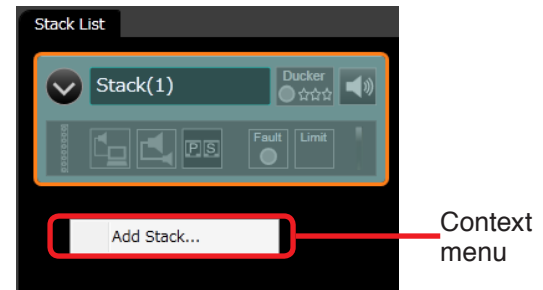 Stack List
Stack(1)
Ducker
☆☆☆
P S
Fault
Limit
Add Stack...
Context
menu